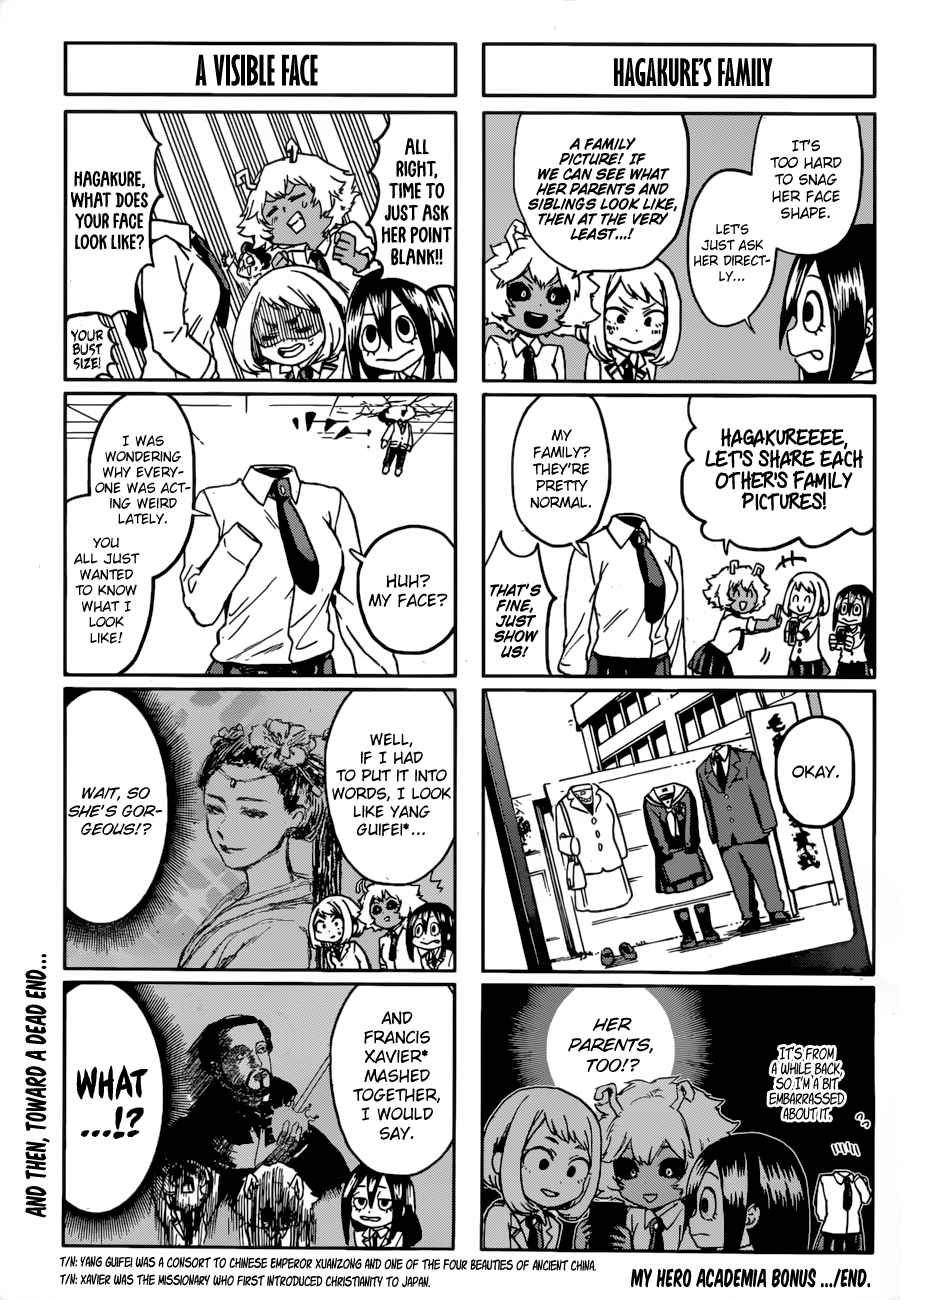 HAGAKURE'S FAMILY
IT'S
TOO HARD
TO SNAG
HER FACE
SHAPE.
LET'S
JUST ASK
HER DIRECT-
LY...
A FAMILY
PICTURE! IF
WE CAN SEE WHAT
HER PARENTS AND
SIBLINGS LOOK LIKE,
THEN AT THE VERY
LEAST...!
HAGAKUREEEE,
LET'S SHARE EACH
OTHER'S FAMILY
PICTURES!
MY
FAMILY?
THEY'RE
PRETTY
NORMAL.
THAT'S
FINE,
JUST
SHOW
US!
OKAY.
HER
PARENTS,
TOO!?
IT'S FROM
A WHILE BACK,
SO I'M A BIT
EMBARRASSED
ABOUT IT.
A VISIBLE FACE
ALL
RIGHT,
TIME TO
JUST ASK
HER POINT
BLANK!!
HAGAKURE,
WHAT DOES
YOUR FACE
LOOK LIKE?
YOUR
BUST
SIZE!
HUH?
MY FACE?
I WAS
WONDERING
WHY EVERY-
ONE WAS ACT-
ING WEIRD
LATELY.
YOU
ALL JUST
WANTED
TO KNOW
WHAT I
LOOK
LIKE!
WELL,
IF I HAD
TO PUT IT INTO
WORDS, I LOOK
LIKE YANG
GUIFEI*...
WAIT, SO
SHE'S GOR-
GEOUS!?
AND
FRANCIS
XAVIER*
MASHED
TOGETHER,
I WOULD
SAY.
WHAT
...!?
AND THEN, TOWARD A DEAD END...
T/N: YANG GUIFEI WAS A CONSORT TO CHINESE EMPEROR XUANZONG AND ONE OF THE FOUR BEAUTIES OF ANCIENT CHINA.
T/N: XAVIER WAS THE MISSIONARY WHO FIRST INTRODUCED CHRISTIANITY TO JAPAN.
MY HERO ACADEMIA BONUS .../END.